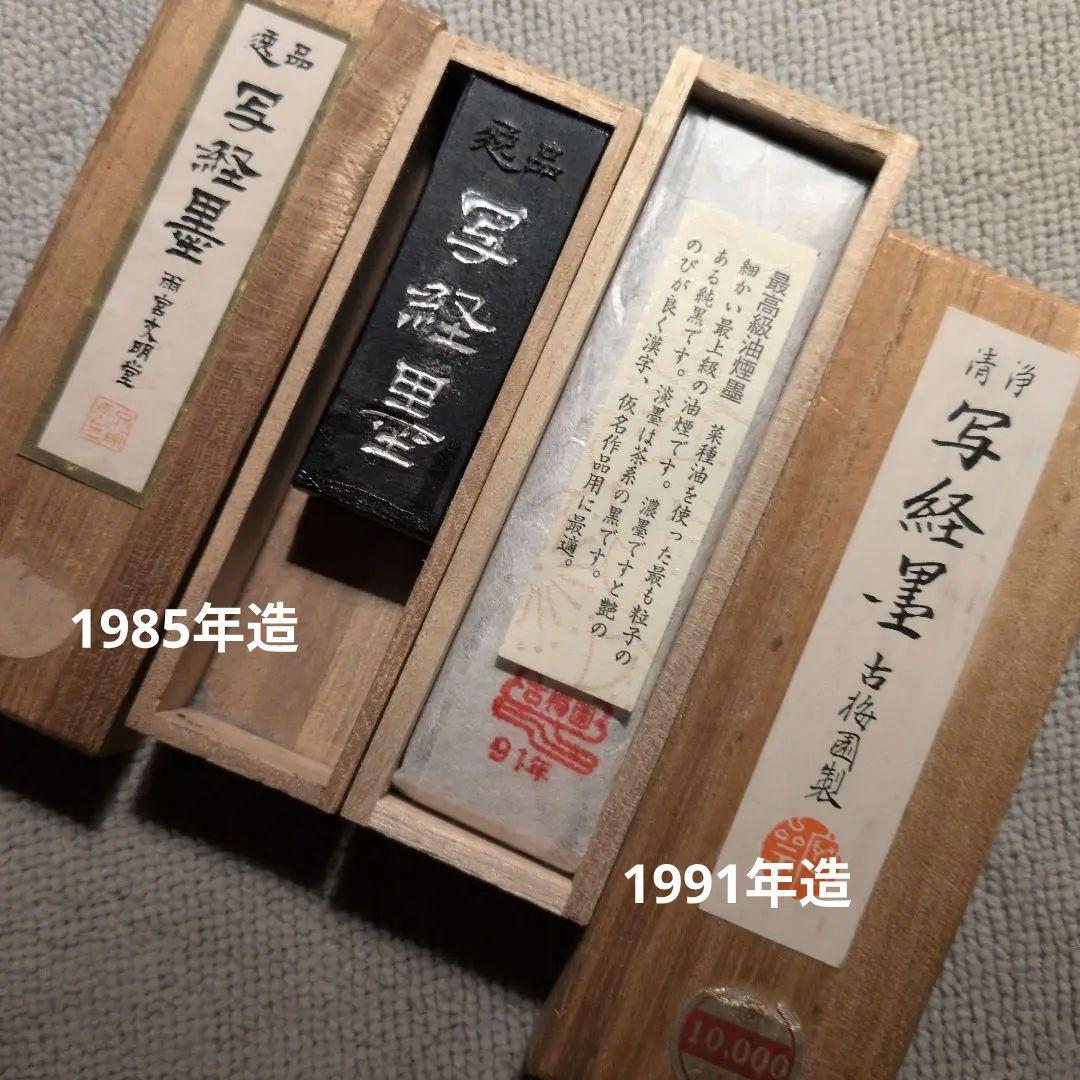 逸品
写経墨
雨宮文明堂
逸品
写経墨
最高級油煙墨
菜種油を使った最も粒子の
細かい最上級の油煙です。濃墨ですと艶の
ある純黒です。淡墨は茶系の黒です。
のびが良く漢字、仮名作品用に最適。
古梅園
91年
清浄
写経墨
古梅園製
10,000
1985年造
1991年造